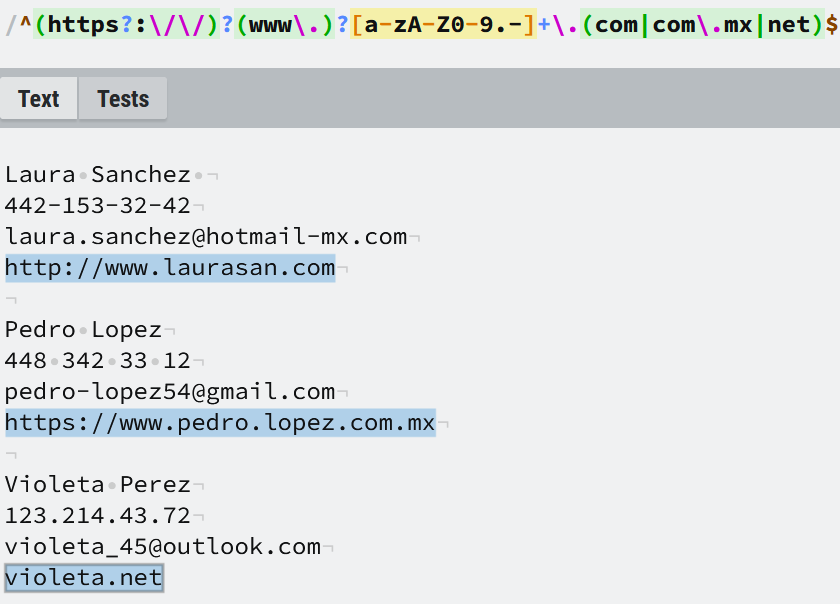 /^(https?:\/\/)?(www\.)?[a-zA-Z0-9.-]+\.(com|com\.mx|net)$
Text Tests
Laura Sanchez
442-153-32-42
laura.sanchez@hotmail-mx.com
http://www.laurasan.com
Pedro Lopez
448 342 33 12
pedro-lopez54@gmail.com
https://www.pedro.lopez.com.mx
Violeta Perez
123.214.43.72
violeta_45@outlook.com
violeta.net